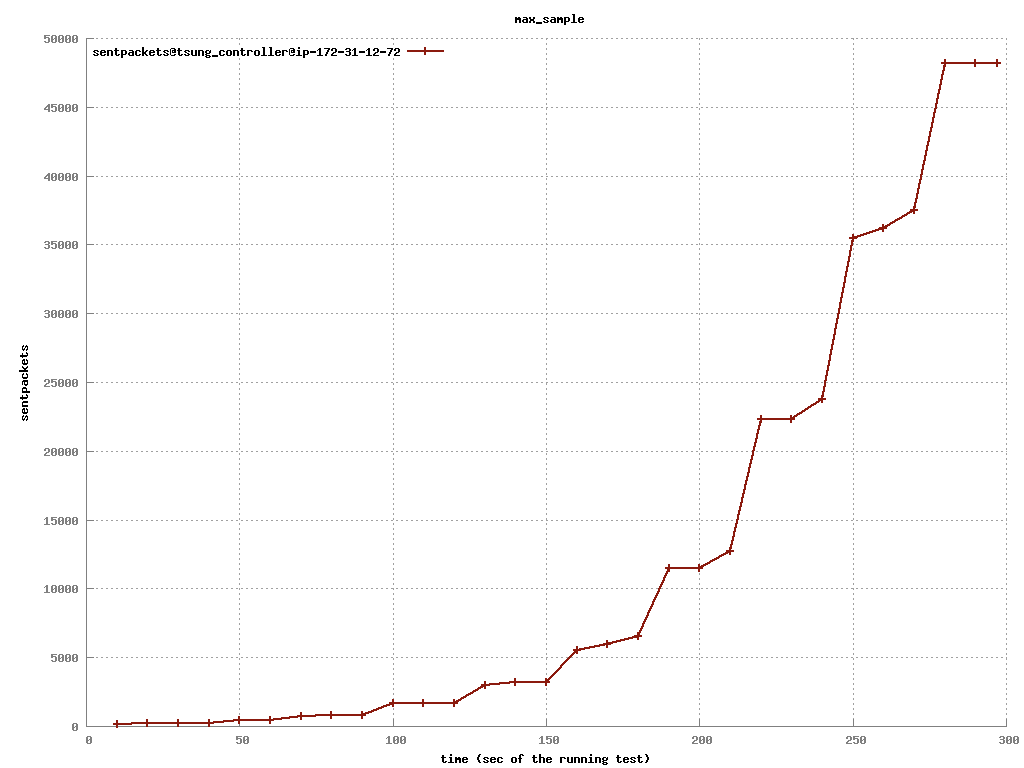 max_sample
sentpackets@tsung_controller@ip-172-31-12-72
50000
45000
40000
35000
30000
25000
20000
15000
10000
5000
0
sentpackets
0 50 100 150 200 250 300
time (sec of the running test)